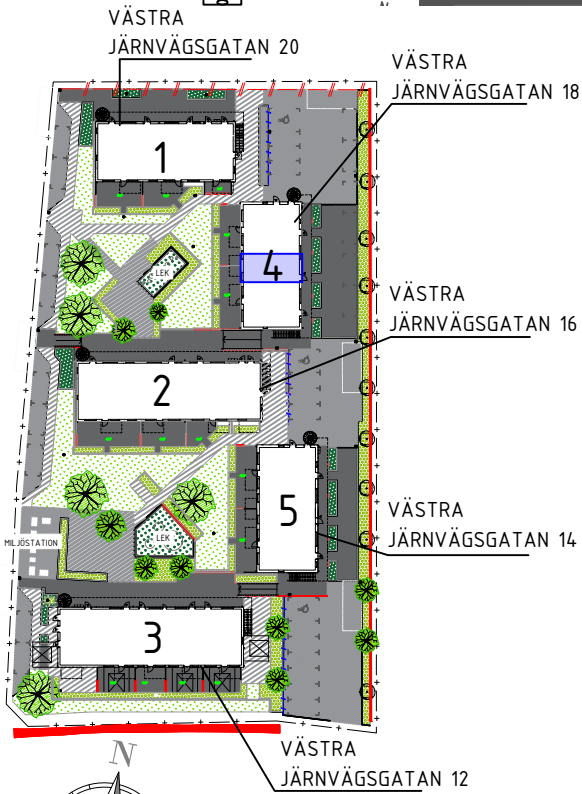 VÄSTRA
JÄRNVÄGSGATAN 20
VÄSTRA
JÄRNVÄGSGATAN 18
1
LEK
4
VÄSTRA
JÄRNVÄGSGATAN 16
2
5
VÄSTRA
JÄRNVÄGSGATAN 14
MILJÖSTATION
LEK
3
N
VÄSTRA
JÄRNVÄGSGATAN 12